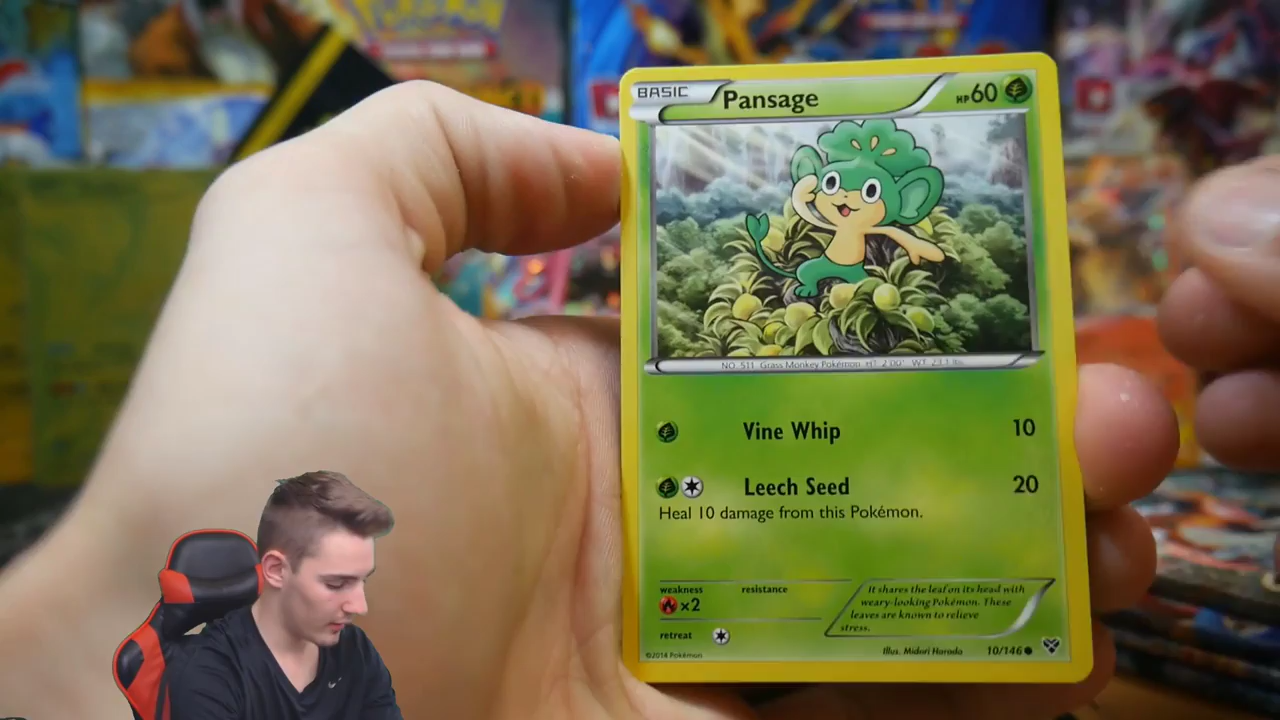 BASIC
Pansage
HP60
NO. 511 Grass Monkey Pokémon HT 2'00" WT 23.1 lbs.
Vine Whip 10
Leech Seed 20
Heal 10 damage from this Pokémon.
weakness resistance
×2
It shares the leaf on its head with
weary-looking Pokémon. These
leaves are known to relieve
stress.
retreat
©2014 Pokémon
Illus. Midori Harada 10/146